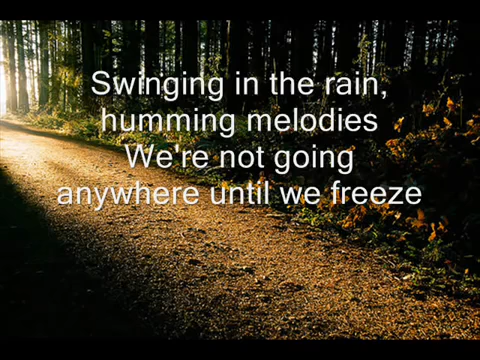 Swinging in the rain,
humming melodies
We're not going
anywhere until we freeze